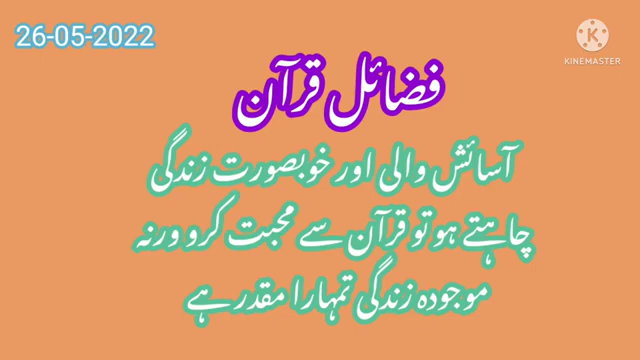 26-05-2022
KINEMASTER
فضائل قرآن
آسائش والی اور خوبصورت زندگی
چاہتے ہو تو قرآن سے محبت کرو ورنہ
موجودہ زندگی تمہارا مقدر ہے